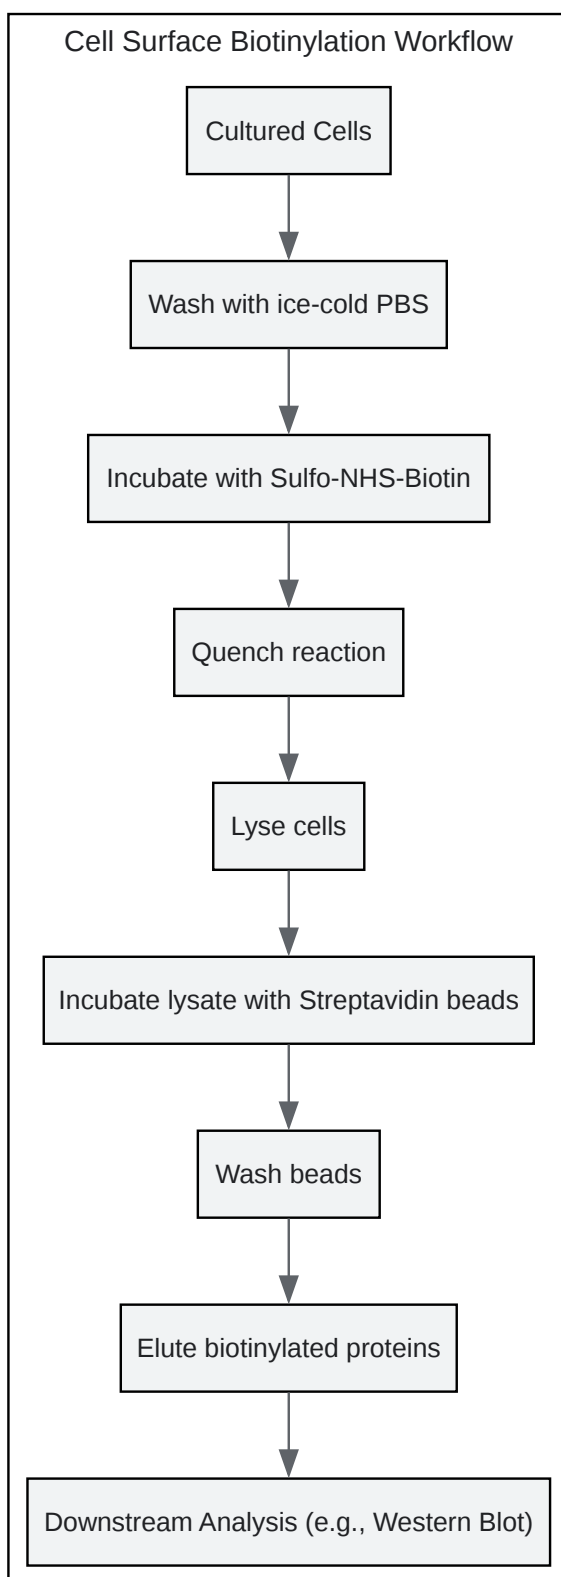 Cell Surface Biotinylation Workflow
Cultured Cells
Wash with ice-cold PBS
Incubate with Sulfo-NHS-Biotin
Quench reaction
Lyse cells
Incubate lysate with Streptavidin beads
Wash beads
Elute biotinylated proteins
Downstream Analysis (e.g., Western Blot)